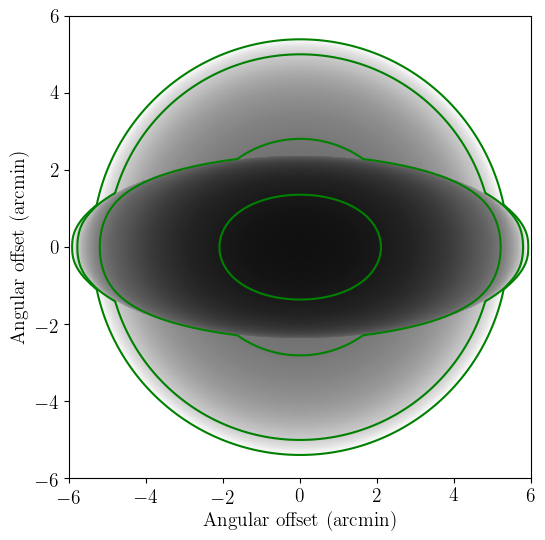 6
4
2
0
−2
−4
−6
Angular offset (arcmin)
−6 −4 −2 0 2 4 6
Angular offset (arcmin)